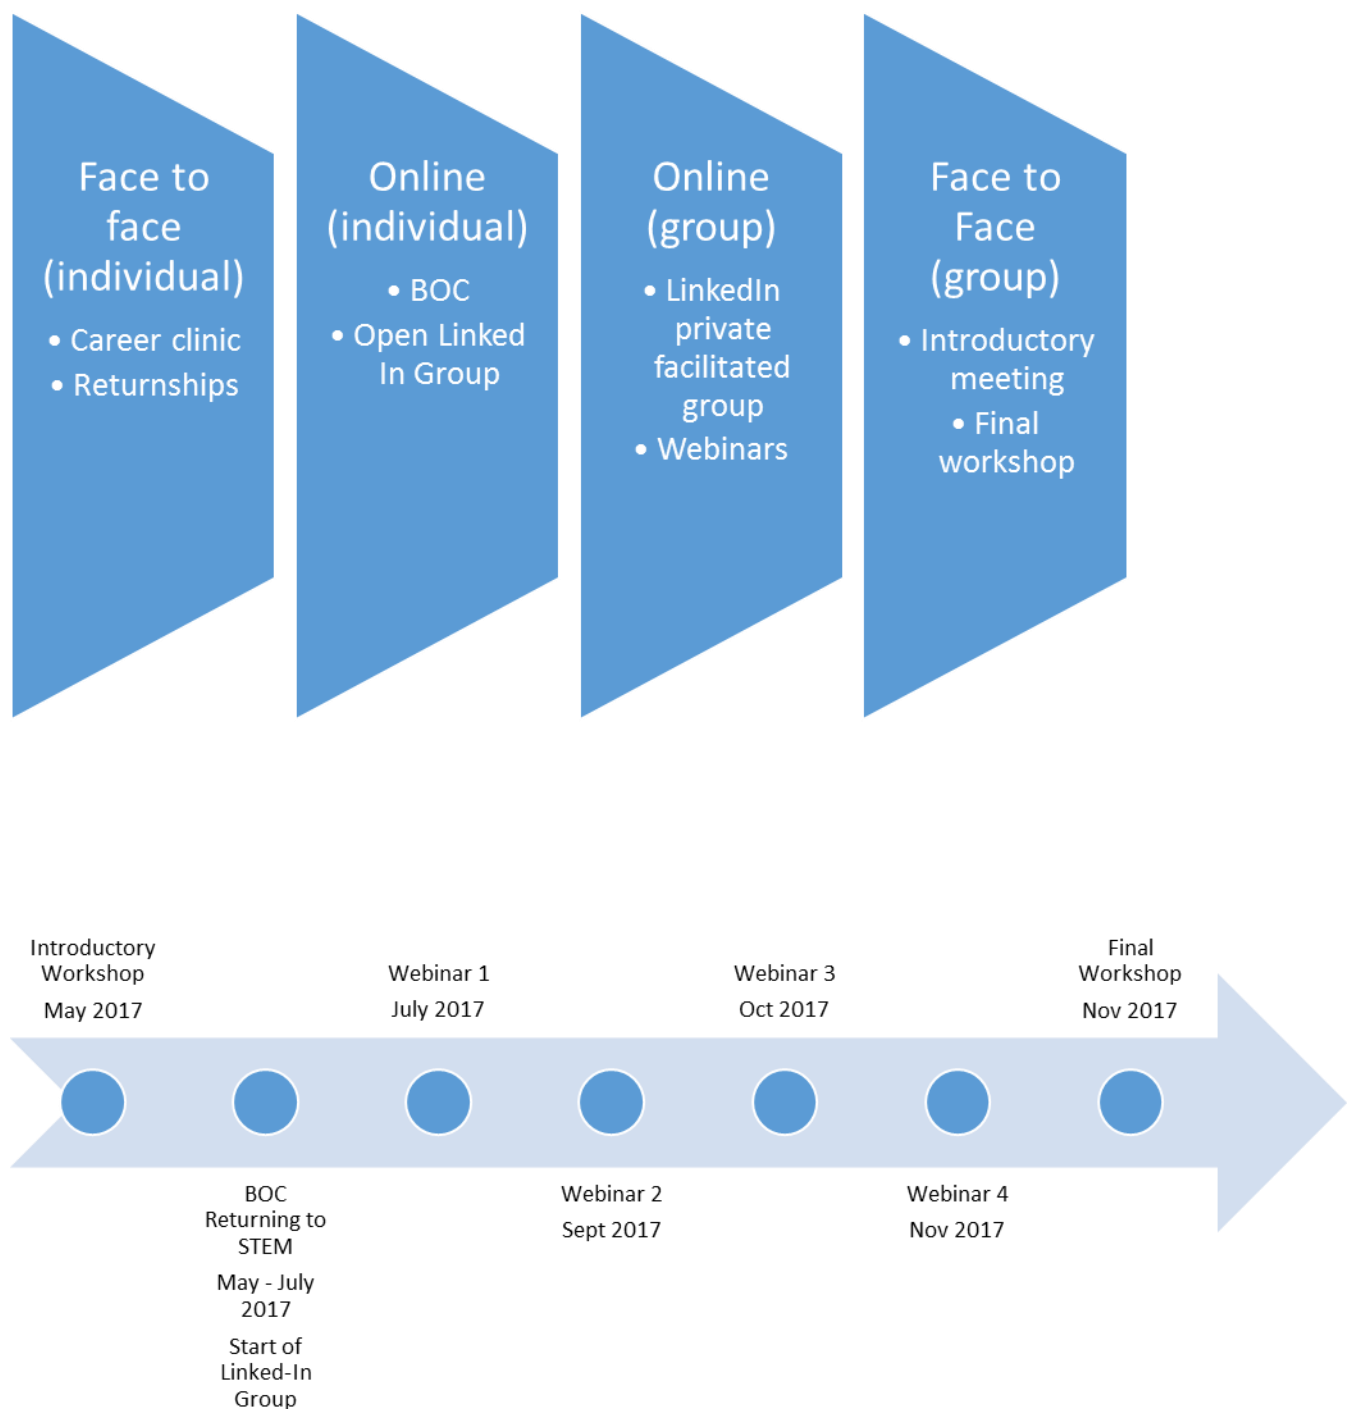 Face to
face
(individual)
• Career clinic
• Returnships
Online
(individual)
• BOC
• Open Linked
In Group
Online
(group)
• LinkedIn
private
facilitated
group
• Webinars
Face to
Face
(group)
• Introductory
meeting
• Final
workshop
Introductory
Workshop
May 2017
BOC
Returning to
STEM
May - July
2017
Start of
Linked-In
Group
Webinar 1
July 2017
Webinar 2
Sept 2017
Webinar 3
Oct 2017
Webinar 4
Nov 2017
Final
Workshop
Nov 2017